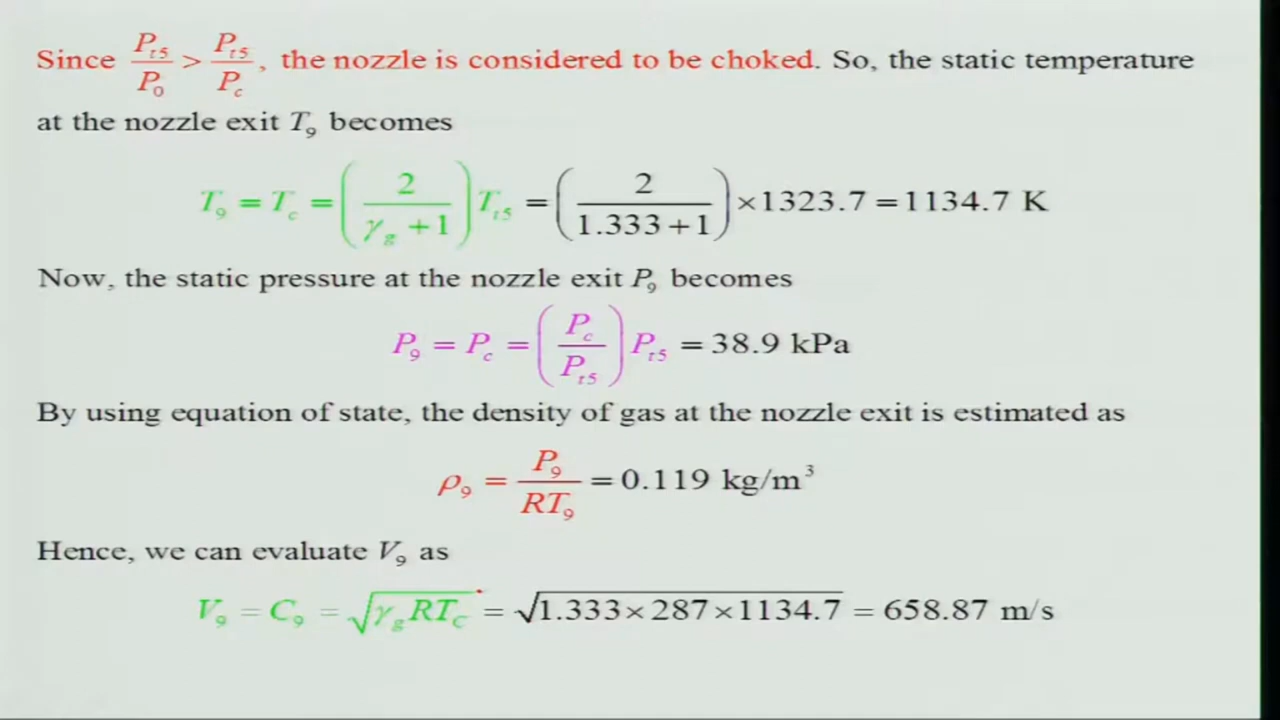 Since P_t5/P_0 > P_t5/P_c, the nozzle is considered to be choked. So, the static temperature
at the nozzle exit T_9 becomes
T_9 = T_c = (2/(γ_g + 1)) T_t5 = (2/(1.333 + 1)) × 1323.7 = 1134.7 K
Now, the static pressure at the nozzle exit P_9 becomes
P_9 = P_c = (P_c/P_t5) P_t5 = 38.9 kPa
By using equation of state, the density of gas at the nozzle exit is estimated as
ρ_9 = P_9/RT_9 = 0.119 kg/m³
Hence, we can evaluate V_9 as
V_9 = C_9 = √(γ_g RT_c) = √(1.333×287×1134.7) = 658.87 m/s